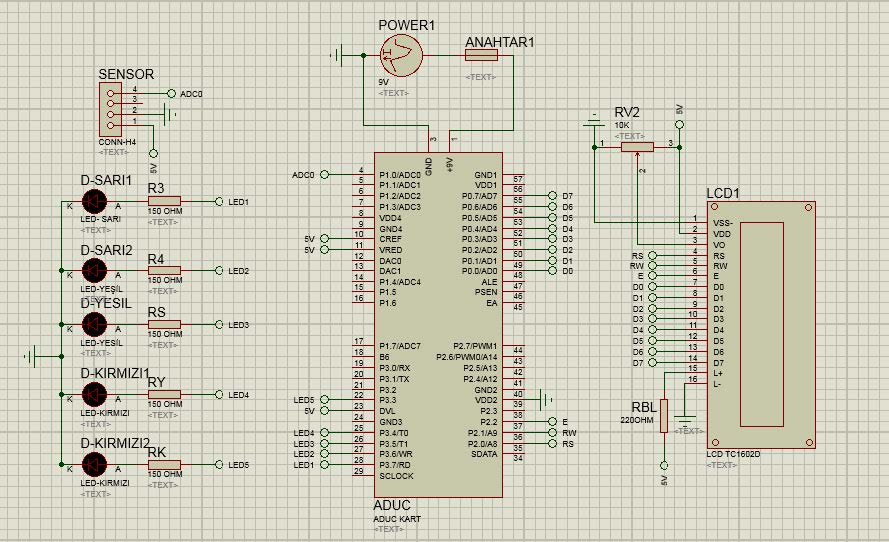 POWER1
9V
<TEXT>
ANAHTAR1
<TEXT>
SENSOR
4
3
2
1
ADC0
5V
CONN-H4
<TEXT>
D-SARI1
K
A
LED- SARI
<TEXT>
R3
150 OHM
<TEXT>
LED1
D-SARI2
K
A
LED-YEŞİL
<TEXT>
R4
150 OHM
<TEXT>
LED2
D-YESIL
K
A
LED-YESİL
<TEXT>
RS
150 OHM
<TEXT>
LED3
D-KIRMIZI1
K
A
LED-KIRMIZI
<TEXT>
RY
150 OHM
<TEXT>
LED4
D-KIRMIZI2
K
A
LED-KIRMIZI
<TEXT>
RK
150 OHM
<TEXT>
LED5
3
1
GND
+9V
ADC0
4 P1.0/ADC0
5 P1.1/ADC1
6 P1.2/ADC2
7 P1.3/ADC3
8 VDD4
9 GND4
5V 10 CREF
5V 11 VRED
12 DAC0
13 DAC1
14 P1.4/ADC4
15 P1.5
16 P1.6
17 P1.7/ADC7
18 B6
19 P3.0/RX
20 P3.1/TX
21 P3.2
LED5 22 P3.3
5V 23 DVL
24 GND3
LED4 25 P3.4/T0
LED3 26 P3.5/T1
LED2 27 P3.6/WR
LED1 28 P3.7/RD
29 SCLOCK
GND1 57
VDD1 56
P0.7/AD7 55 D7
P0.6/AD6 54 D6
P0.5/AD5 53 D5
P0.4/AD4 52 D4
P0.3/AD3 51 D3
P0.2/AD2 50 D2
P0.1/AD1 49 D1
P0.0/AD0 48 D0
ALE 47
PSEN 46
EA 45
P2.7/PWM1 44
P2.6/PWM0/A14 43
P2.5/A13 42
P2.4/A12 41
GND2 40
VDD2 39
P2.3 38
P2.2 37 E
P2.1/A9 36 RW
P2.0/A8 35 RS
SDATA 34
ADUC
ADUC KART
<TEXT>
RV2
10K
<TEXT>
1
3
2
5V
LCD1
1 VSS-
2 VDD
3 VO
RS 4 RS
RW 5 RW
E 6 E
D0 7 D0
D1 8 D1
D2 9 D2
D3 10 D3
D4 11 D4
D5 12 D5
D6 13 D6
D7 14 D7
15 L+
16 L-
RBL
220OHM
<TEXT>
5V
LCD TC1602D
<TEXT>